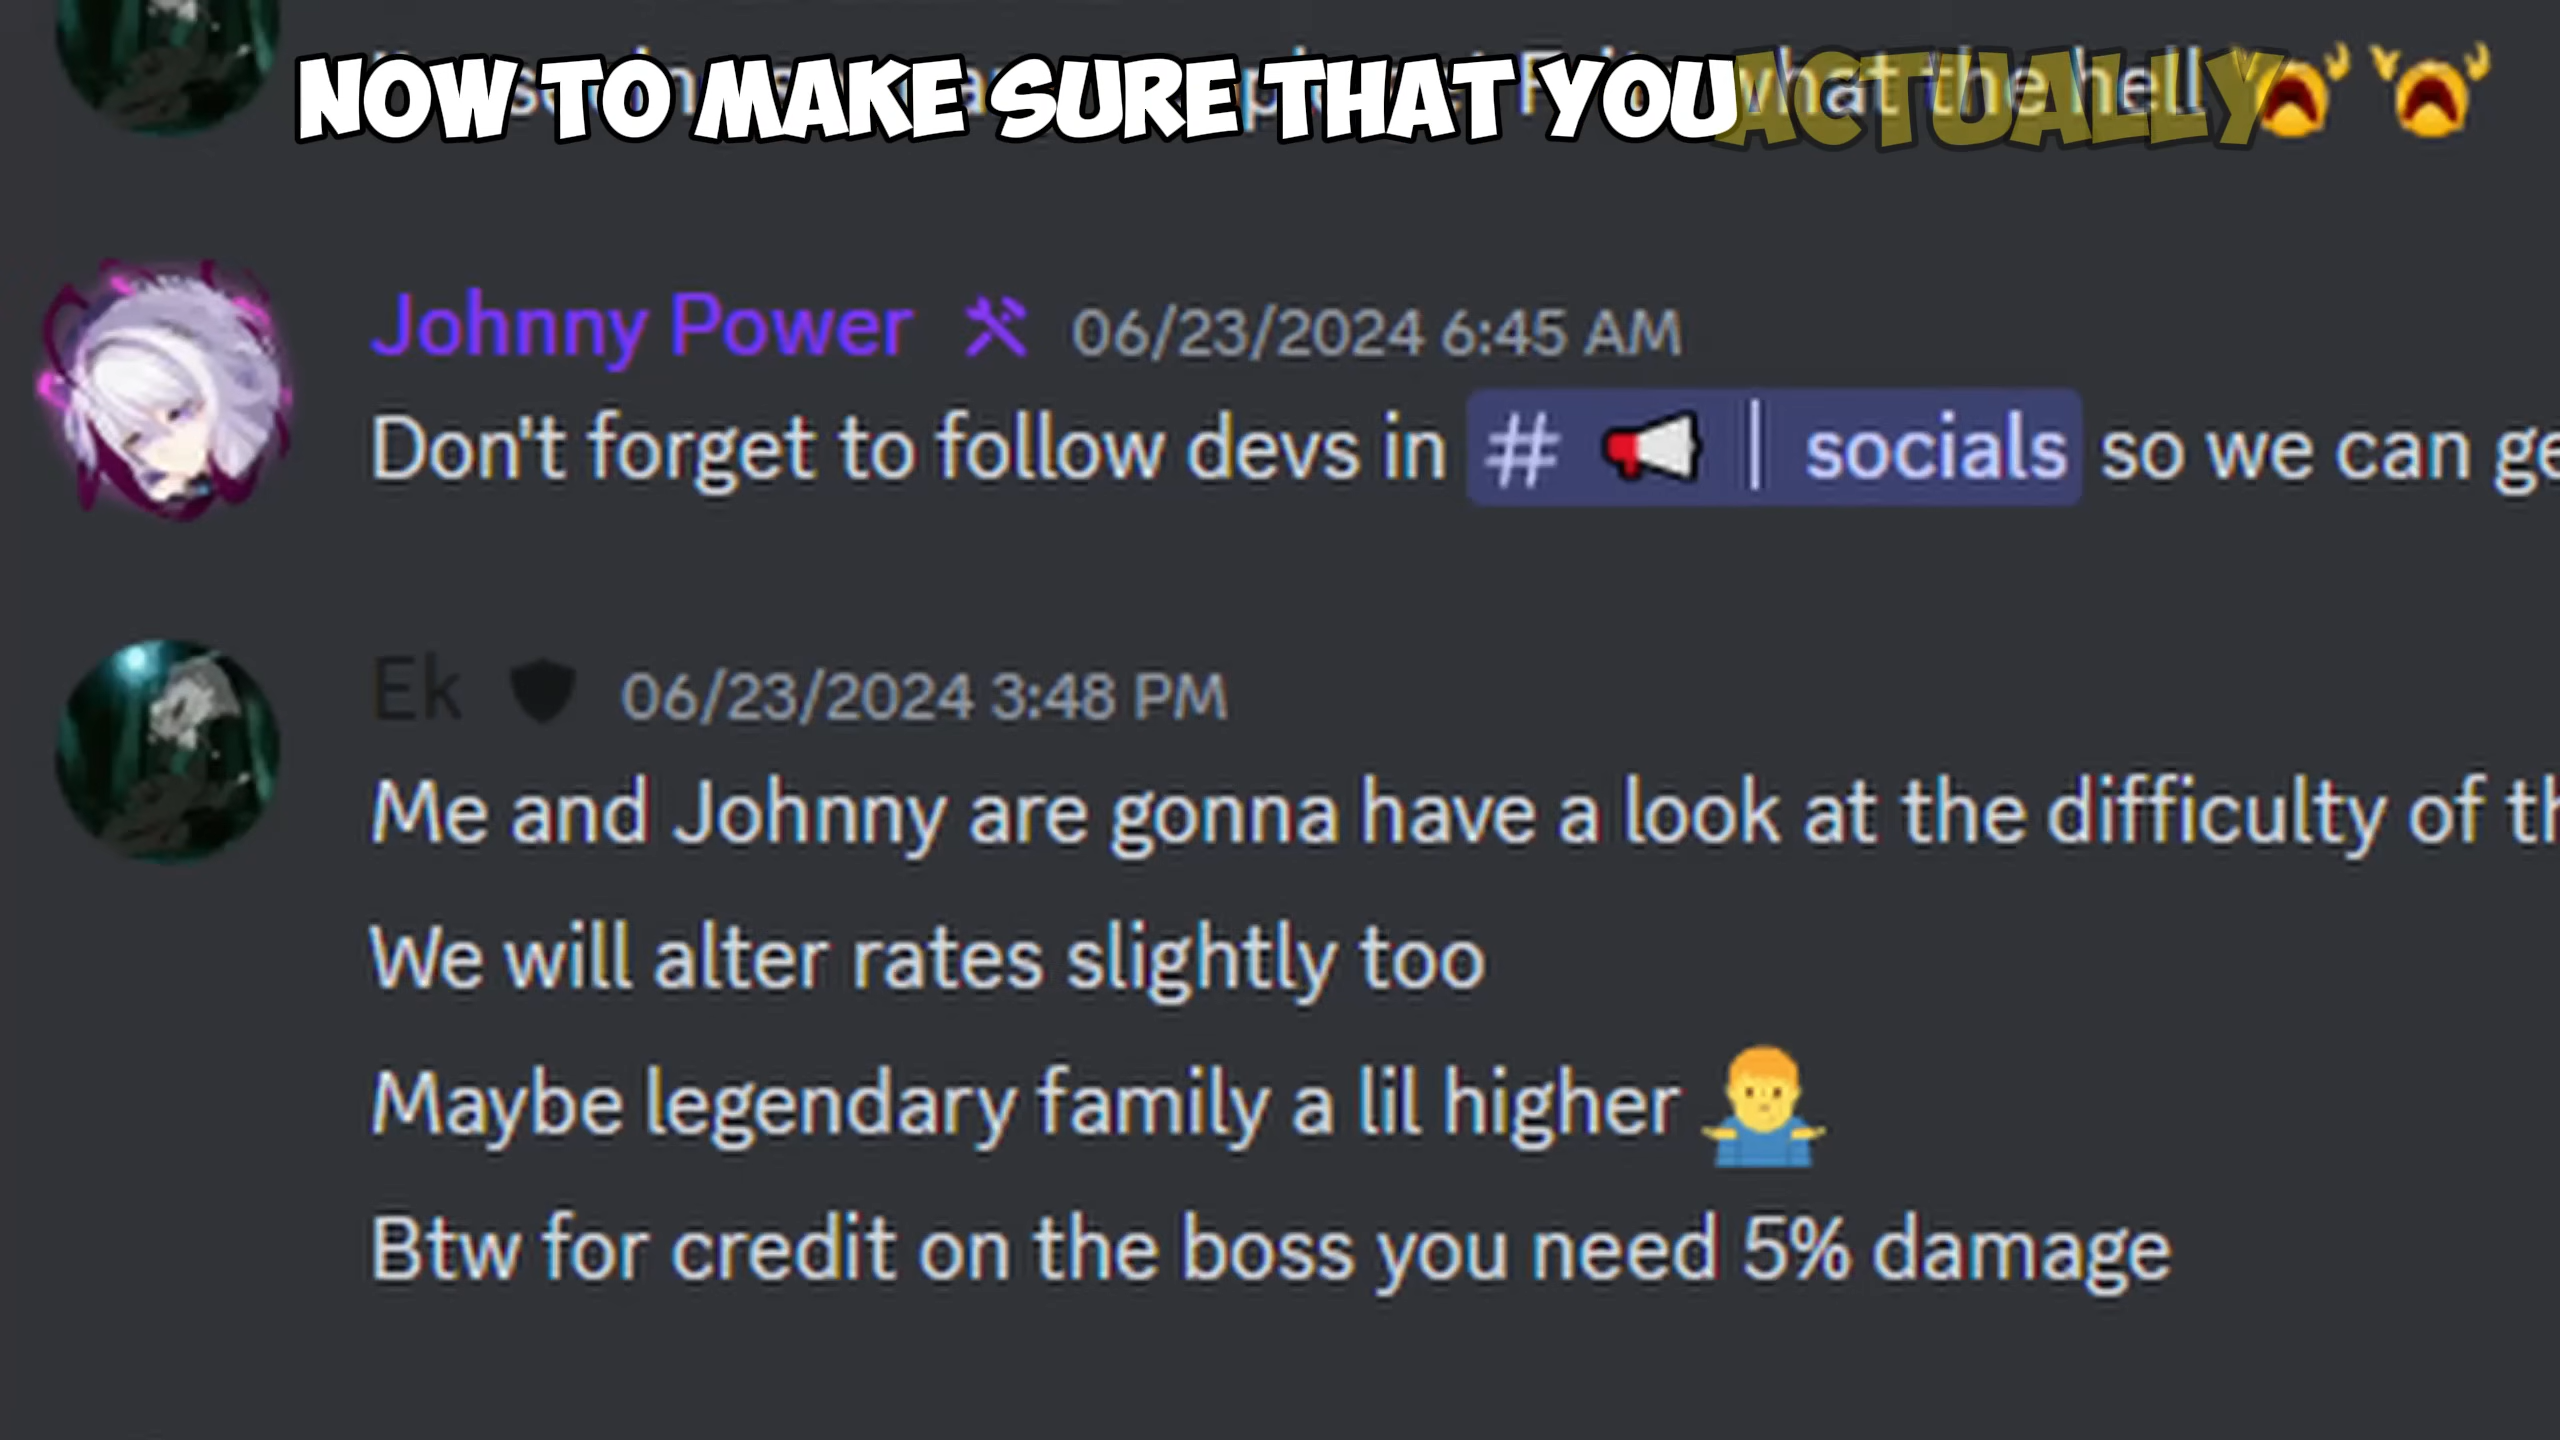 NOW TO MAKE SURE THAT YOU ACTUALLY
what the hell
Johnny Power 06/23/2024 6:45 AM
Don't forget to follow devs in # | socials so we can
Ek 06/23/2024 3:48 PM
Me and Johnny are gonna have a look at the difficulty of
We will alter rates slightly too
Maybe legendary family a lil higher
Btw for credit on the boss you need 5% damage